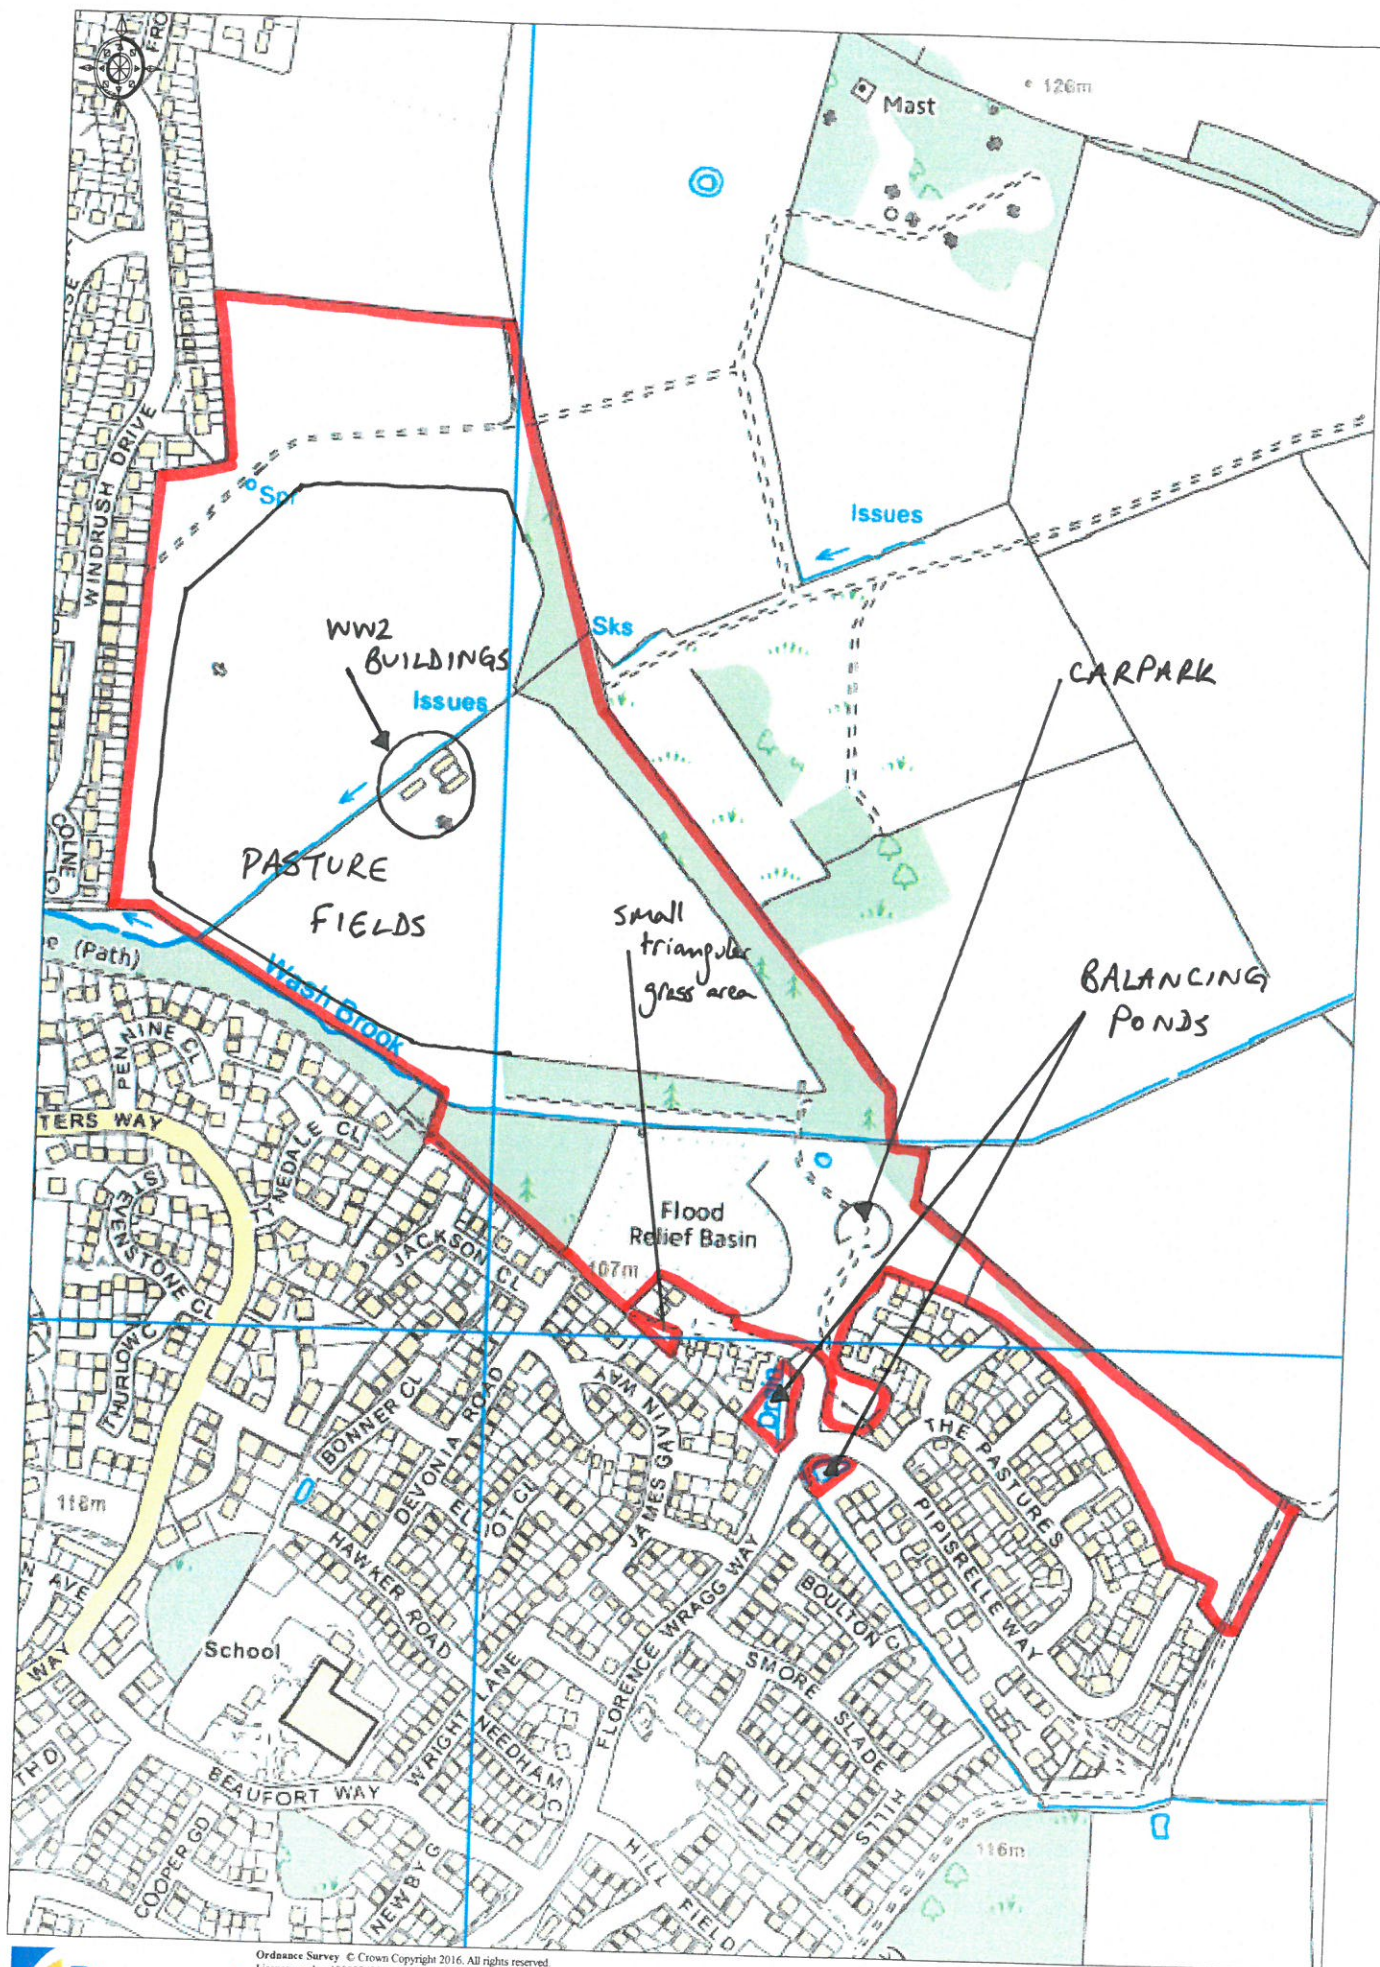 FRO
Mast
126m
WINDRUSH DRIVE
Spr
Issues
WW2
BUILDINGS
Sks
Issues
CARPARK
COLNE
PASTURE
FIELDS
small
triangular
grass area
BALANCING
PONDS
e (Path)
Wash Brook
PENNINE CL
TERS WAY
TYNEDALE CL
STEVENSTONE CL
JACKSON CL
Flood
Relief Basin
107m
THURLOW C
BONNER CL
DEVONIA ROAD
ELLIOT CL
JAMES GAVIN WAY
Drain
THE PASTURES
PIPISRELLE WAY
118m
HAWKER ROAD
AVE
WAY
School
FLORENCE WRAGG WAY
BOULTON C
SMORE SLADE
HILLS
WRIGHT LANE
NEEDHAM C
TH D
BEAUFORT WAY
COOPER GD
NEWBY G
HILL FIELD
116m
Ordnance Survey © Crown Copyright 2016. All rights reserved.